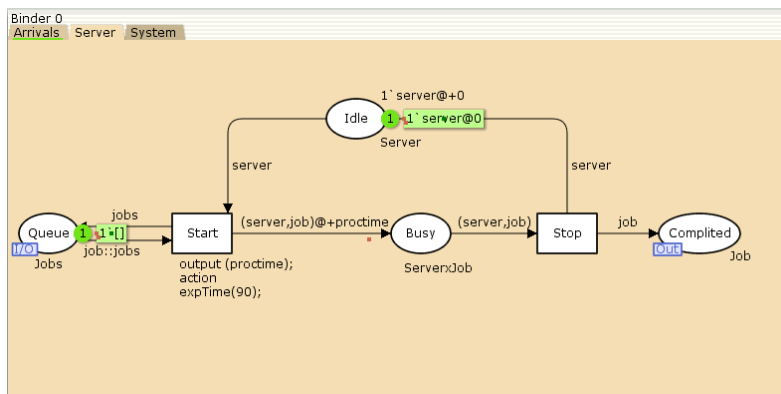 Binder 0
Arrivals Server System
1`server@+0
Idle 1 1`server@0
Server
server server
jobs (server,job)@+proctime (server,job) job
Queue 1 1`[] Start Busy Stop Complited
I/O Out
Jobs job::jobs ServerxJob Job
output (proctime);
action
expTime(90);